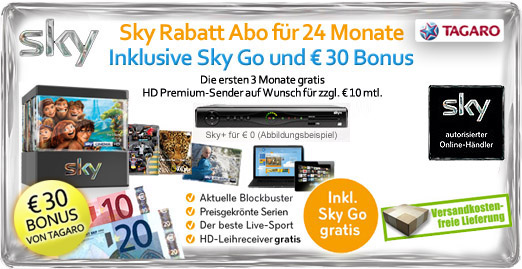 sky
Sky Rabatt Abo für 24 Monate
TAGARO
Inklusive Sky Go und € 30 Bonus
Die ersten 3 Monate gratis
HD Premium-Sender auf Wunsch für zzgl. € 10 mtl.
Sky+ für € 0 (Abbildungsbeispiel)
CINEMA
sky
sky
autorisierter
Online-Händler
€ 30
BONUS
VON TAGARO
10
20
Aktuelle Blockbuster
Preisgekrönte Serien
Der beste Live-Sport
HD-Leihreceiver gratis
Inkl.
Sky Go
gratis
Versandkosten-
freie Lieferung